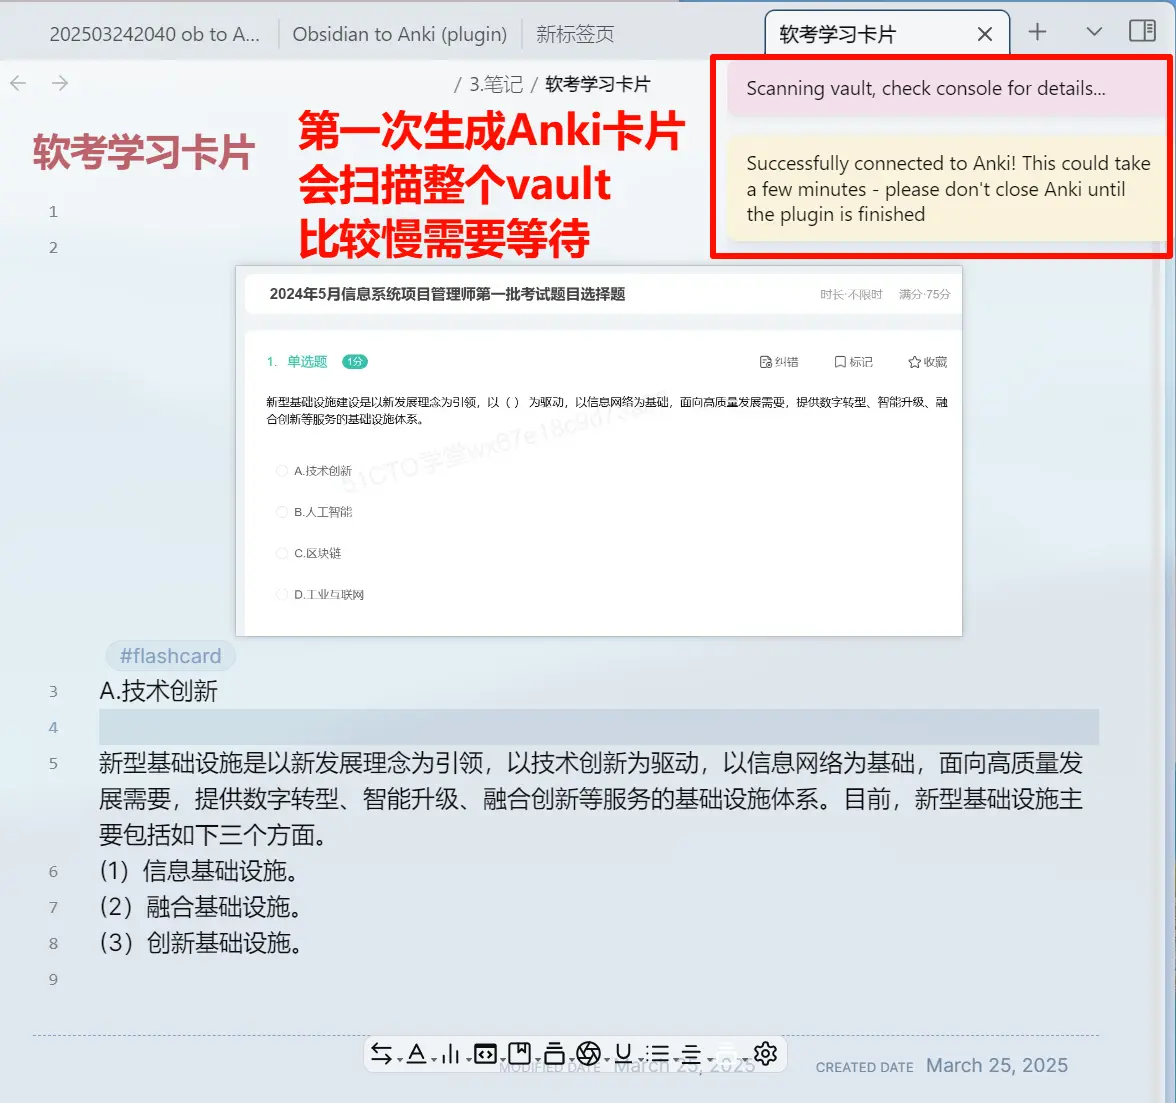 202503242040 ob to A...
Obsidian to Anki (plugin)
新标签页
软考学习卡片
/ 3.笔记 / 软考学习卡片
Scanning vault, check console for details...
Successfully connected to Anki! This could take
a few minutes - please don't close Anki until
the plugin is finished
软考学习卡片
第一次生成Anki卡片
会扫描整个vault
比较慢需要等待
1
2
2024年5月信息系统项目管理师第一批考试题目选择题
时长·不限时 满分·75分
1. 单选题 1分
纠错 标记 收藏
新型基础设施建设是以新发展理念为引领，以（ ）为驱动，以信息网络为基础，面向高质量发展需要，提供数字转型、智能升级、融
合创新等服务的基础设施体系。
A.技术创新
B.人工智能
C.区块链
D.工业互联网
#flashcard
3 A.技术创新
4
5 新型基础设施是以新发展理念为引领，以技术创新为驱动，以信息网络为基础，面向高质量发
展需要，提供数字转型、智能升级、融合创新等服务的基础设施体系。目前，新型基础设施主
要包括如下三个方面。
6 (1）信息基础设施。
7 (2）融合基础设施。
8 (3）创新基础设施。
9
MODIFIED DATE March 25, 2025
CREATED DATE March 25, 2025